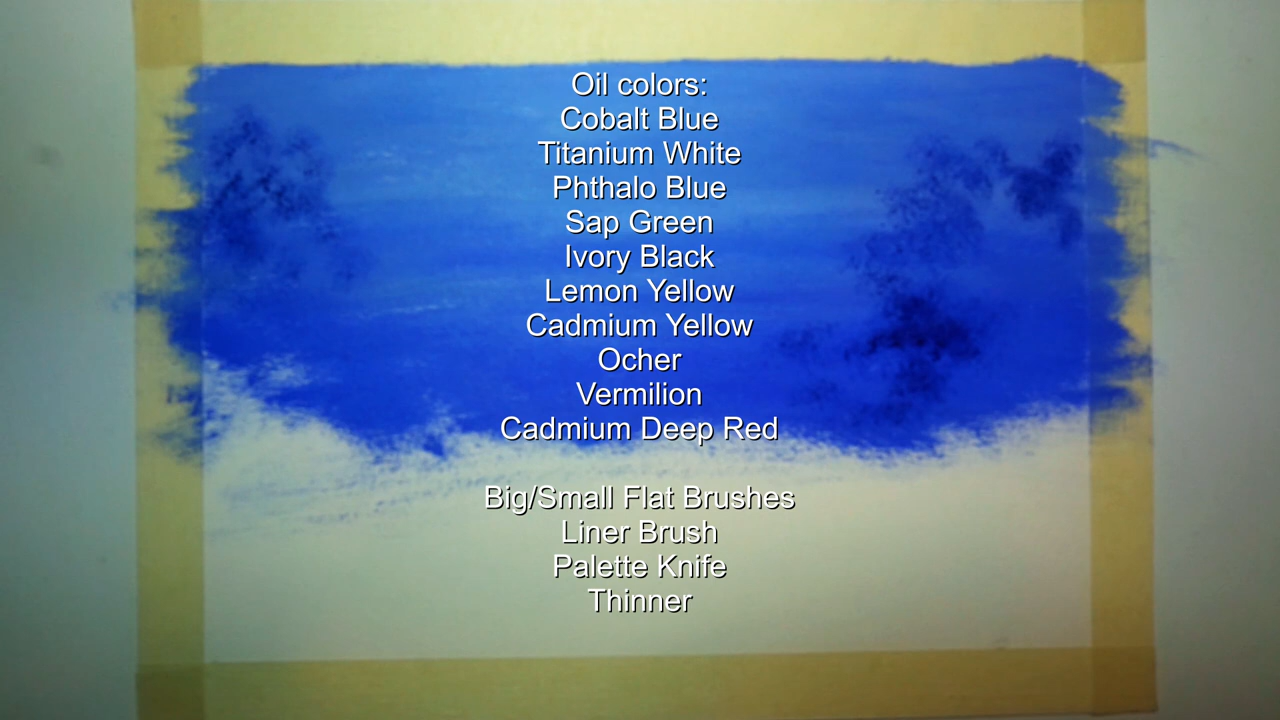 Oil colors:
Cobalt Blue
Titanium White
Phthalo Blue
Sap Green
Ivory Black
Lemon Yellow
Cadmium Yellow
Ocher
Vermilion
Cadmium Deep Red
Big/Small Flat Brushes
Liner Brush
Palette Knife
Thinner